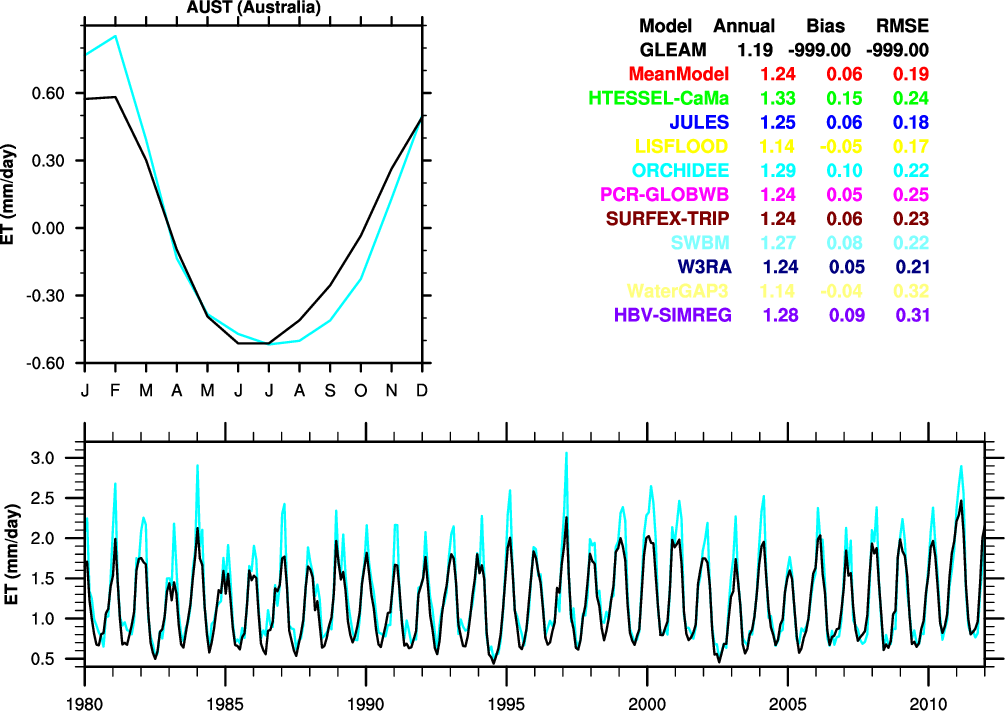 AUST (Australia)
ET (mm/day)
0.60
0.30
0.00
-0.30
-0.60
J F M A M J J A S O N D
Model Annual Bias RMSE
GLEAM 1.19 -999.00 -999.00
MeanModel 1.24 0.06 0.19
HTESSEL-CaMa 1.33 0.15 0.24
JULES 1.25 0.06 0.18
LISFLOOD 1.14 -0.05 0.17
ORCHIDEE 1.29 0.10 0.22
PCR-GLOBWB 1.24 0.05 0.25
SURFEX-TRIP 1.24 0.06 0.23
SWBM 1.27 0.08 0.22
W3RA 1.24 0.05 0.21
WaterGAP3 1.14 -0.04 0.32
HBV-SIMREG 1.28 0.09 0.31
ET (mm/day)
3.0
2.5
2.0
1.5
1.0
0.5
1980 1985 1990 1995 2000 2005 2010